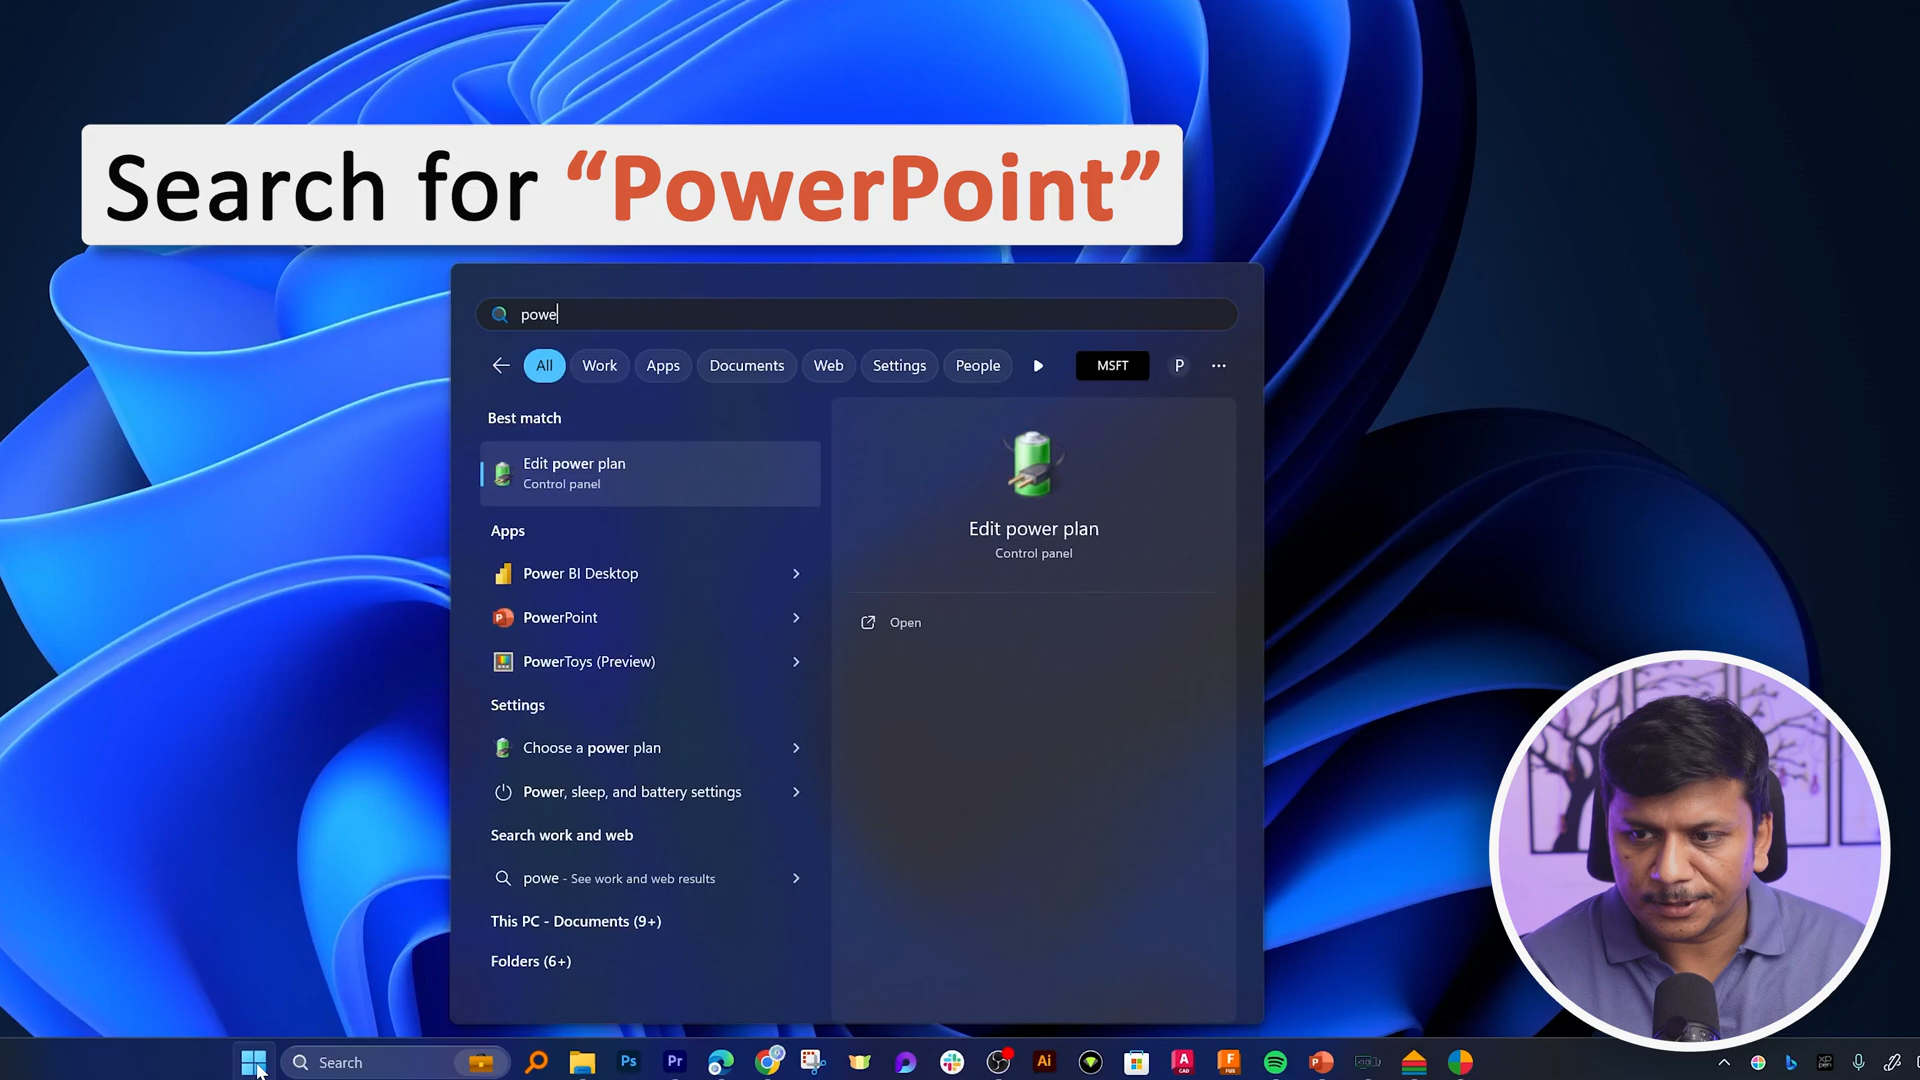 Search for “PowerPoint”
powe
All Work Apps Documents Web Settings People MSFT P
Best match
Edit power plan
Control panel
Apps
Power BI Desktop
PowerPoint
PowerToys (Preview)
Settings
Choose a power plan
Power, sleep, and battery settings
Search work and web
powe - See work and web results
This PC - Documents (9+)
Folders (6+)
Edit power plan
Control panel
Open
Search
Ps
Pr
Ai
A
CAD
F
FUS
P